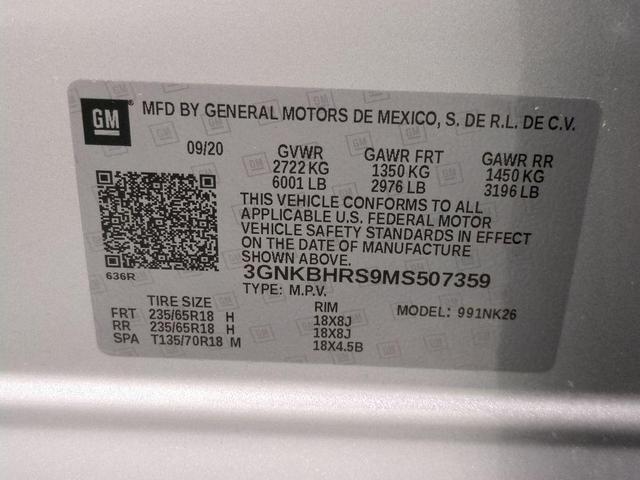 GM
MFD BY GENERAL MOTORS DE MEXICO, S. DE R.L. DE C.V.
09/20 GVWR GAWR FRT GAWR RR
2722 KG 1350 KG 1450 KG
6001 LB 2976 LB 3196 LB
THIS VEHICLE CONFORMS TO ALL
APPLICABLE U.S. FEDERAL MOTOR
VEHICLE SAFETY STANDARDS IN EFFECT
ON THE DATE OF MANUFACTURE
SHOWN ABOVE.
636R
3GNKBHRS9MS507359
TYPE: M.P.V.
TIRE SIZE RIM MODEL: 991NK26
FRT 235/65R18 H 18X8J
RR 235/65R18 H 18X8J
SPA T135/70R18 M 18X4.5B